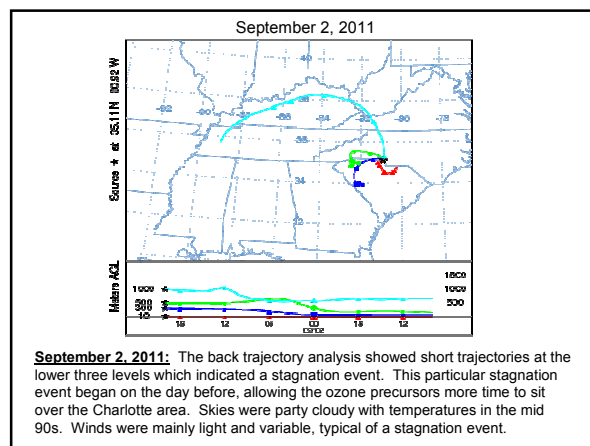 September 2, 2011
Source ★ at 35.11 N 80.92 W
Meters AGL
1500
1000
1000
500
500
18
12
06
00
18
12
09/02
September 2, 2011: The back trajectory analysis showed short trajectories at the
lower three levels which indicated a stagnation event. This particular stagnation
event began on the day before, allowing the ozone precursors more time to sit
over the Charlotte area. Skies were party cloudy with temperatures in the mid
90s. Winds were mainly light and variable, typical of a stagnation event.